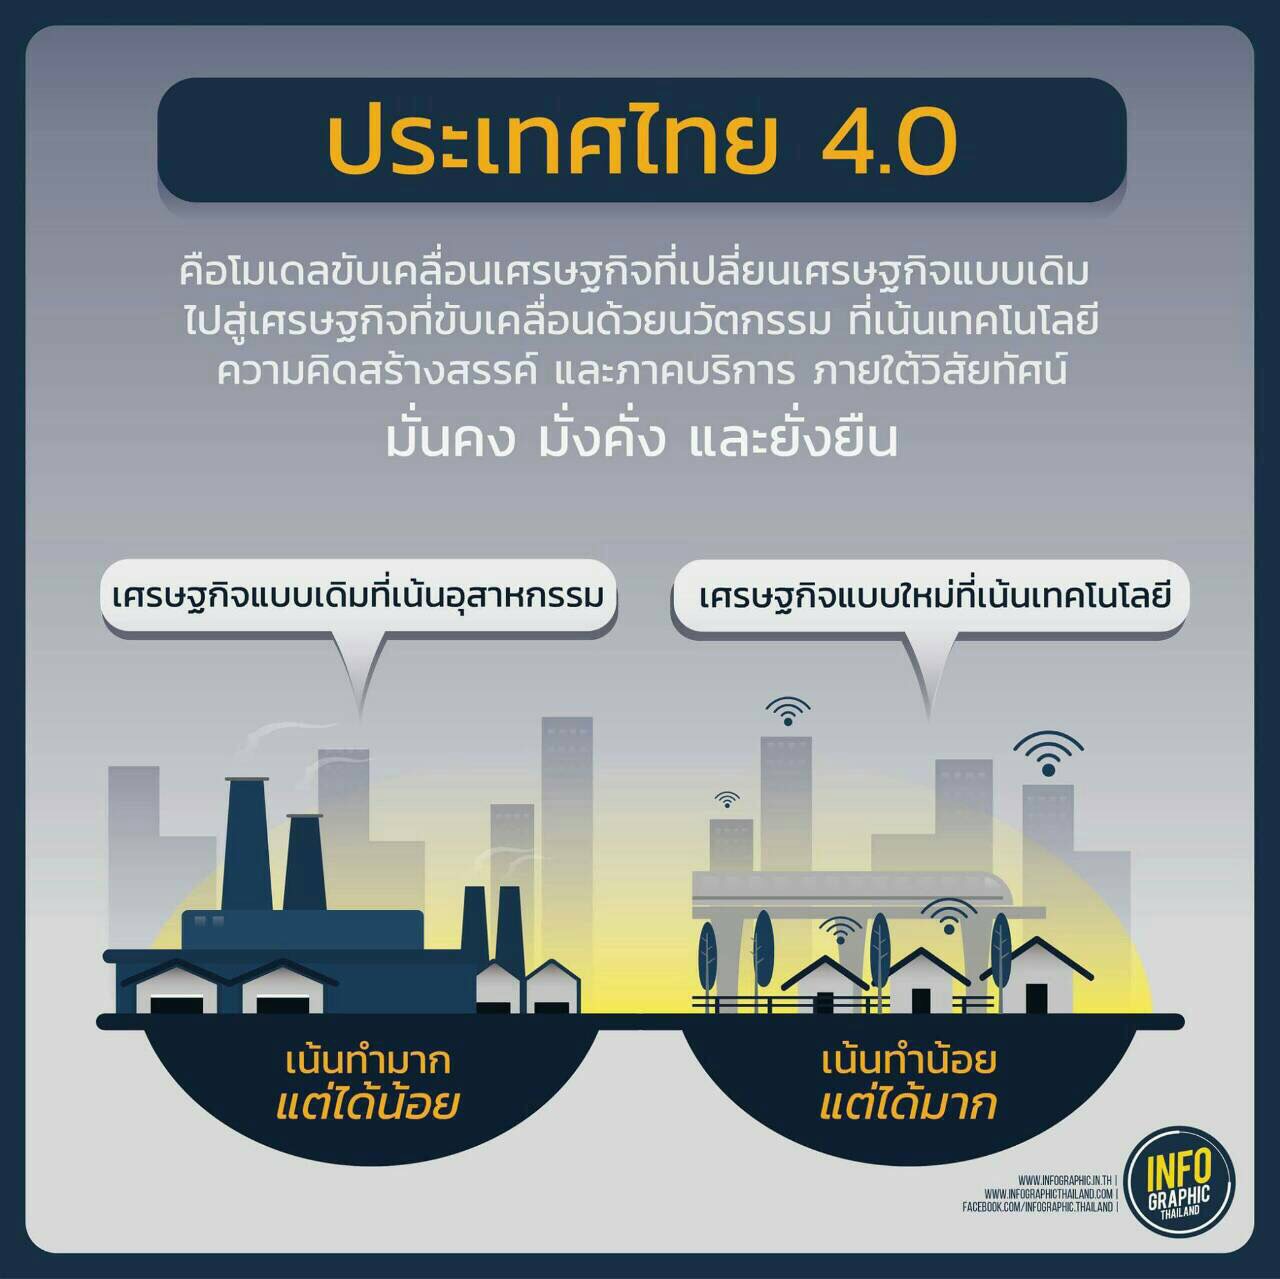 ประเทศไทย 4.0
คือโมเดลขับเคลื่อนเศรษฐกิจที่เปลี่ยนเศรษฐกิจแบบเดิม
ไปสู่เศรษฐกิจที่ขับเคลื่อนด้วยนวัตกรรม ที่เน้นเทคโนโลยี
ความคิดสร้างสรรค์ และภาคบริการ ภายใต้วิสัยทัศน์
มั่นคง มั่งคั่ง และยั่งยืน
เศรษฐกิจแบบเดิมที่เน้นอุสาหกรรม
เศรษฐกิจแบบใหม่ที่เน้นเทคโนโลยี
เน้นทำมาก
แต่ได้น้อย
เน้นทำน้อย
แต่ได้มาก
WWW.INFOGRAPHIC.IN.TH |
WWW.INFOGRAPHICTHAILAND.COM |
FACEBOOK.COM/INFOGRAPHIC.THAILAND |
INFO
GRAPHIC
THAILAND